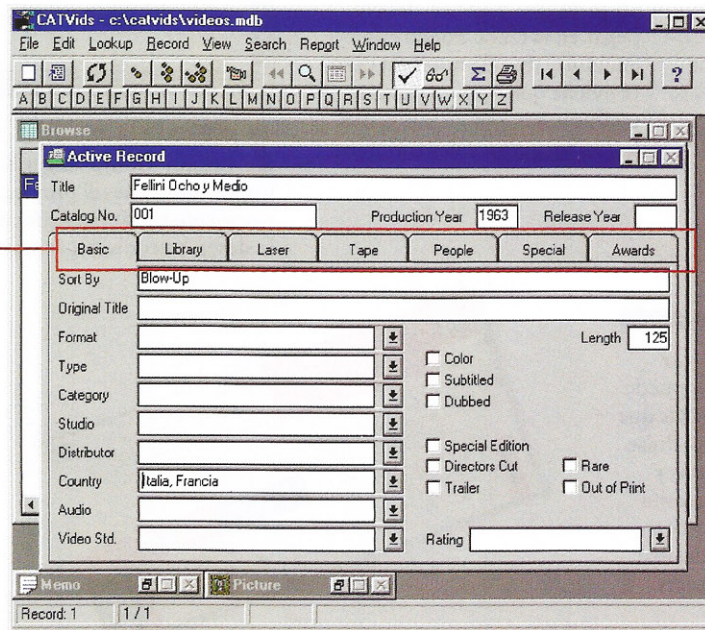 CATVids - c:\catvids\videos.mdb
File Edit Lookup Record View Search Report Window Help
A B C D E F G H I J K L M N O P Q R S T U V W X Y Z
Browse
Active Record
Fe
Title Fellini Ocho y Medio
Catalog No. 001 Production Year 1963 Release Year
Basic Library Laser Tape People Special Awards
Sort By Blow-Up
Original Title
Format Length 125
Type Color
Category Subtitled
Dubbed
Studio
Distributor Special Edition
Country Italia, Francia Directors Cut Rare
Audio Trailer Out of Print
Video Std. Rating
Memo Picture
Record: 1 1 / 1